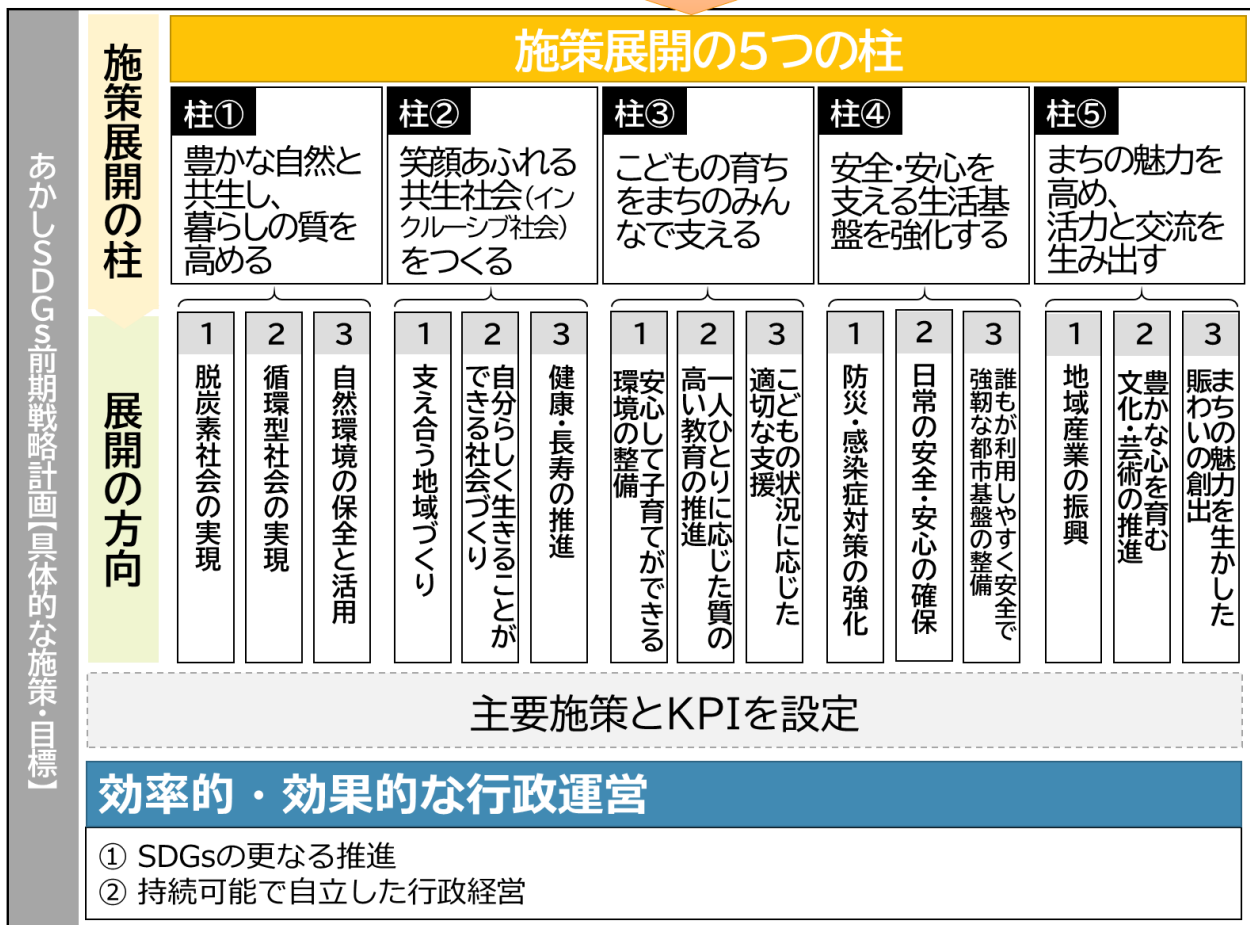 あかしSDGs前期戦略計画【具体的な施策・目標】
施策展開の柱
施策展開の5つの柱
柱①
豊かな自然と
共生し、
暮らしの質を
高める
柱②
笑顔あふれる
共生社会(イン
クルーシブ社会)
をつくる
柱③
こどもの育ち
をまちのみん
なで支える
柱④
安全・安心を
支える生活基
盤を強化する
柱⑤
まちの魅力を
高め、
活力と交流を
生み出す
展開の方向
1
脱炭素社会の実現
2
循環型社会の実現
3
自然環境の保全と活用
1
支え合う地域づくり
2
自分らしく生きることが
できる社会づくり
3
健康・長寿の推進
1
安心して子育てができる
環境の整備
2
一人ひとりに応じた質の
高い教育の推進
3
こどもの状況に応じた
適切な支援
1
防災・感染症対策の強化
2
日常の安全・安心の確保
3
誰もが利用しやすく安全で
強靭な都市基盤の整備
1
地域産業の振興
2
豊かな心を育む
文化・芸術の推進
3
まちの魅力を生かした
賑わいの創出
主要施策とKPIを設定
効率的・効果的な行政運営
① SDGsの更なる推進
② 持続可能で自立した行政経営